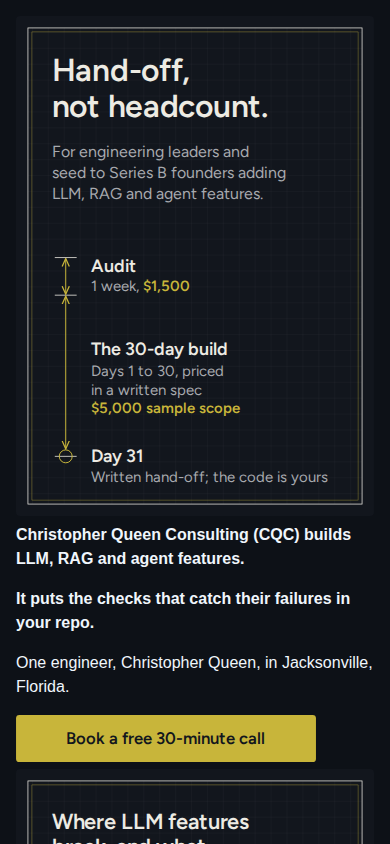 Hand-off,
not headcount.
For engineering leaders and
seed to Series B founders adding
LLM, RAG and agent features.
Audit
1 week, $1,500
The 30-day build
Days 1 to 30, priced
in a written spec
$5,000 sample scope
Day 31
Written hand-off; the code is yours
Christopher Queen Consulting (CQC) builds
LLM, RAG and agent features.
It puts the checks that catch their failures in
your repo.
One engineer, Christopher Queen, in Jacksonville,
Florida.
Book a free 30-minute call
Where LLM features
break, and what